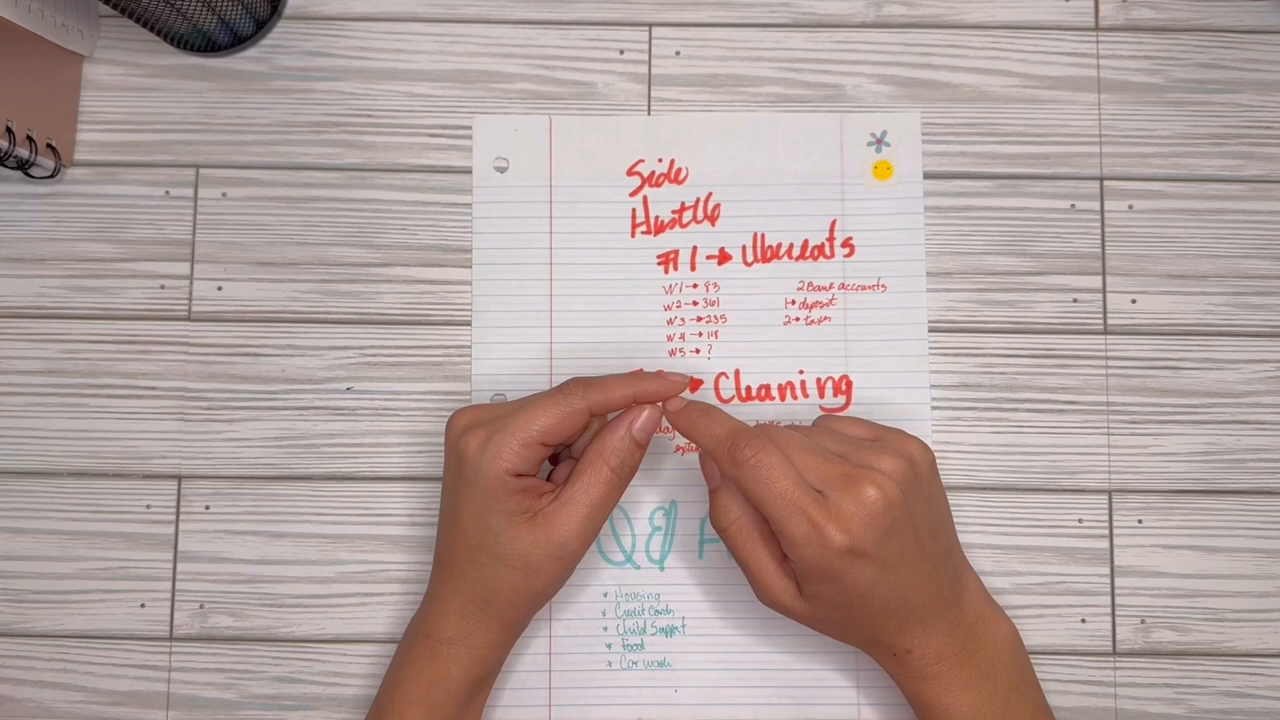 Side
Hustle
#1 → Ubereats
W1 → 83
W2 → 361
W3 → 235
W4 → 118
W5 → ?
2 Bank accounts
1 → deposit
2 → taxes
→ Cleaning
Q & A
* Housing
* Credit Cards
* Child Support
* Food
* Car wash